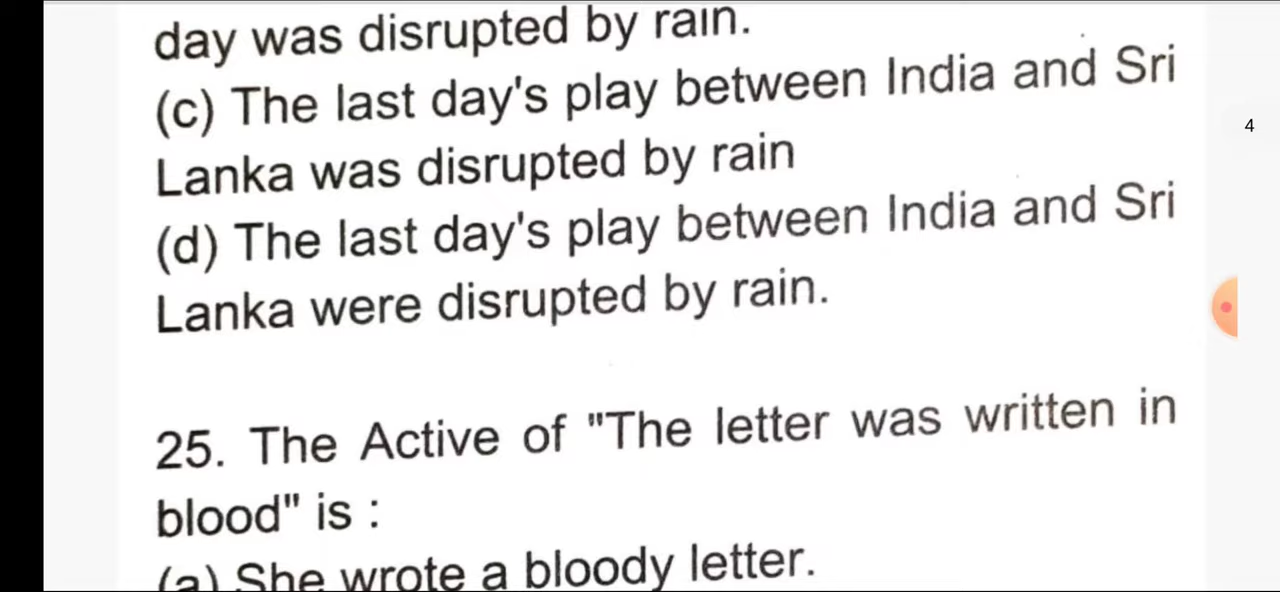 day was disrupted by rain.
(c) The last day's play between India and Sri
4
Lanka was disrupted by rain
(d) The last day's play between India and Sri
Lanka were disrupted by rain.
25. The Active of "The letter was written in
blood" is :
(a) She wrote a bloody letter.